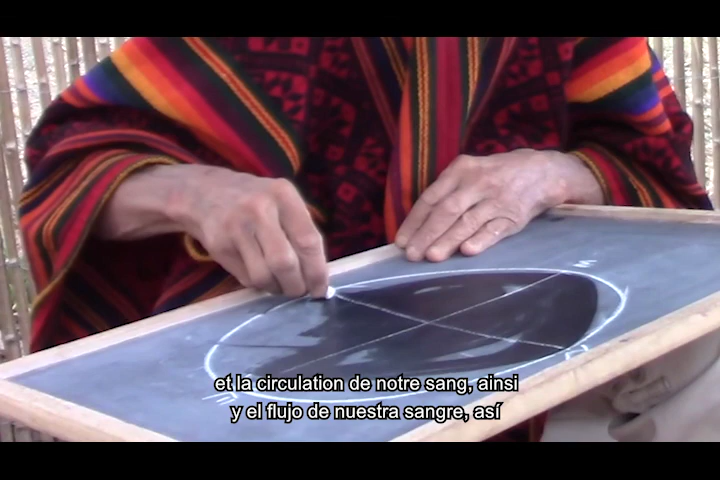 et la circulation de notre sang, ainsi
y el flujo de nuestra sangre, así